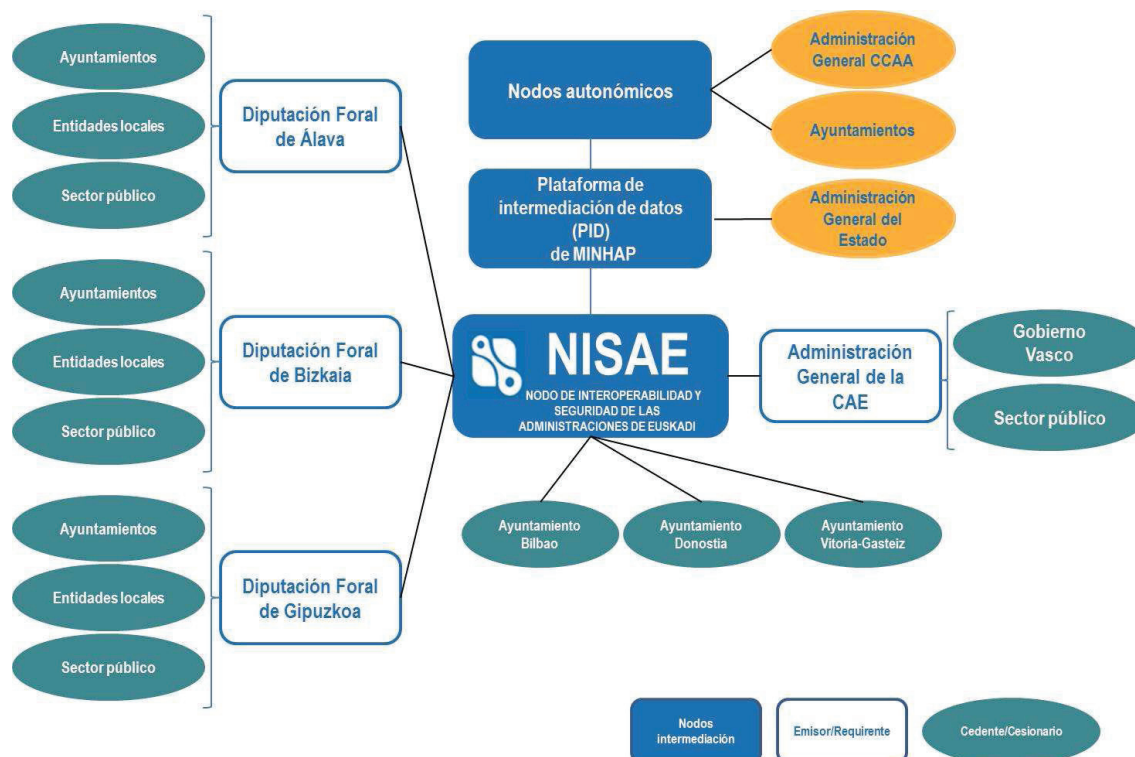 Ayuntamientos
Entidades locales
Sector público
Diputación Foral
de Álava
Ayuntamientos
Entidades locales
Sector público
Diputación Foral
de Bizkaia
Ayuntamientos
Entidades locales
Sector público
Diputación Foral
de Gipuzkoa
Nodos autonómicos
Administración
General CCAA
Ayuntamientos
Plataforma de
intermediación de datos
(PID)
de MINHAP
Administración
General del
Estado
NISAE
NODO DE INTEROPERABILIDAD Y
SEGURIDAD DE LAS
ADMINISTRACIONES DE EUSKADI
Administración
General de la
CAE
Gobierno
Vasco
Sector público
Ayuntamiento
Bilbao
Ayuntamiento
Donostia
Ayuntamiento
Vitoria-Gasteiz
Nodos
intermediación
Emisor/Requirente
Cedente/Cesionario